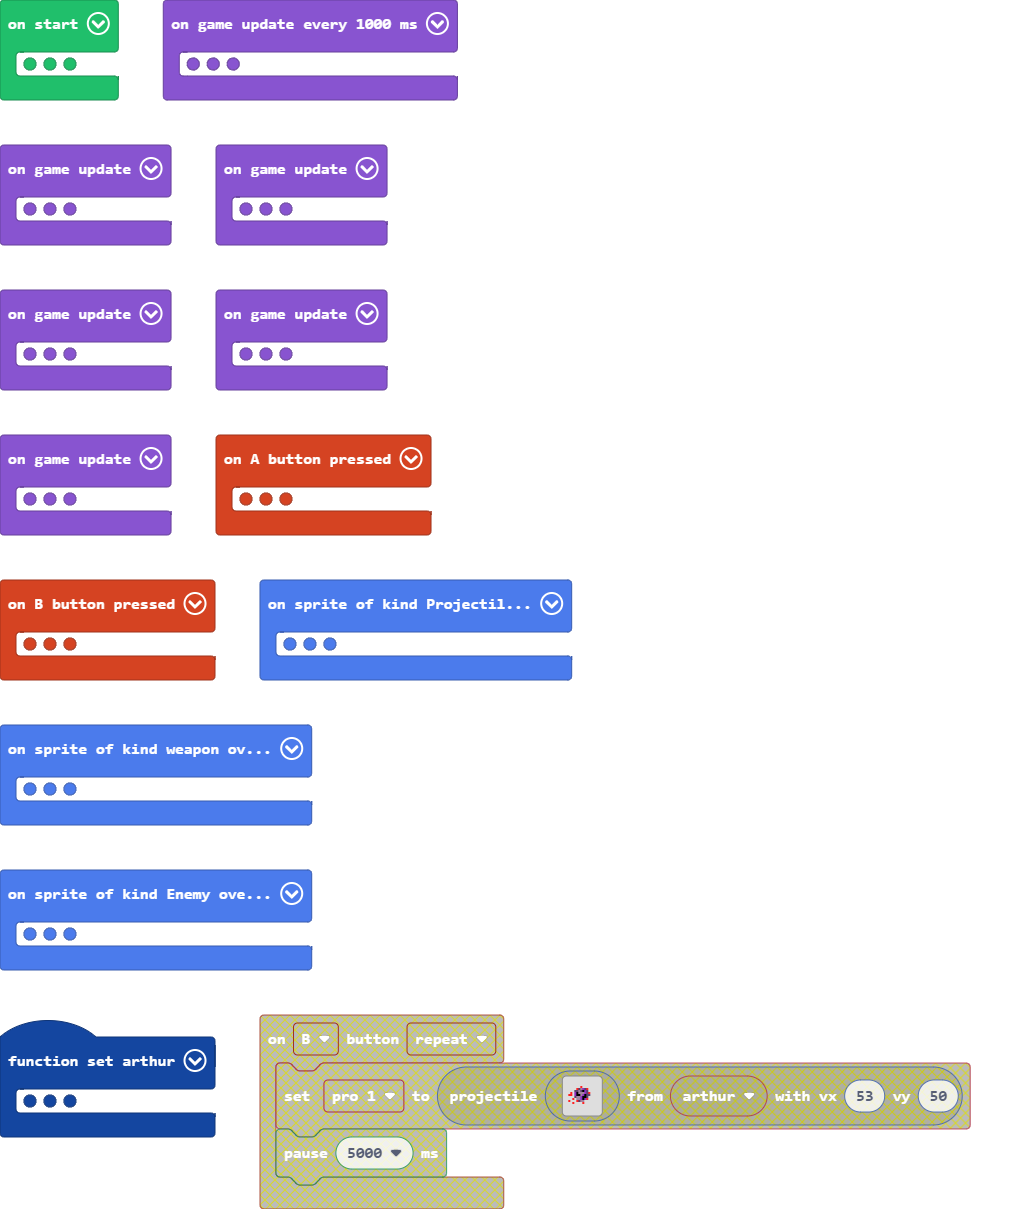 on start
on game update every 1000 ms
on game update
on game update
on game update
on game update
on game update
on A button pressed
on B button pressed
on sprite of kind Projectil...
on sprite of kind weapon ov...
on sprite of kind Enemy ove...
function set arthur
on B button repeat
set pro 1 to projectile from arthur with vx 53 vy 50
pause 5000 ms